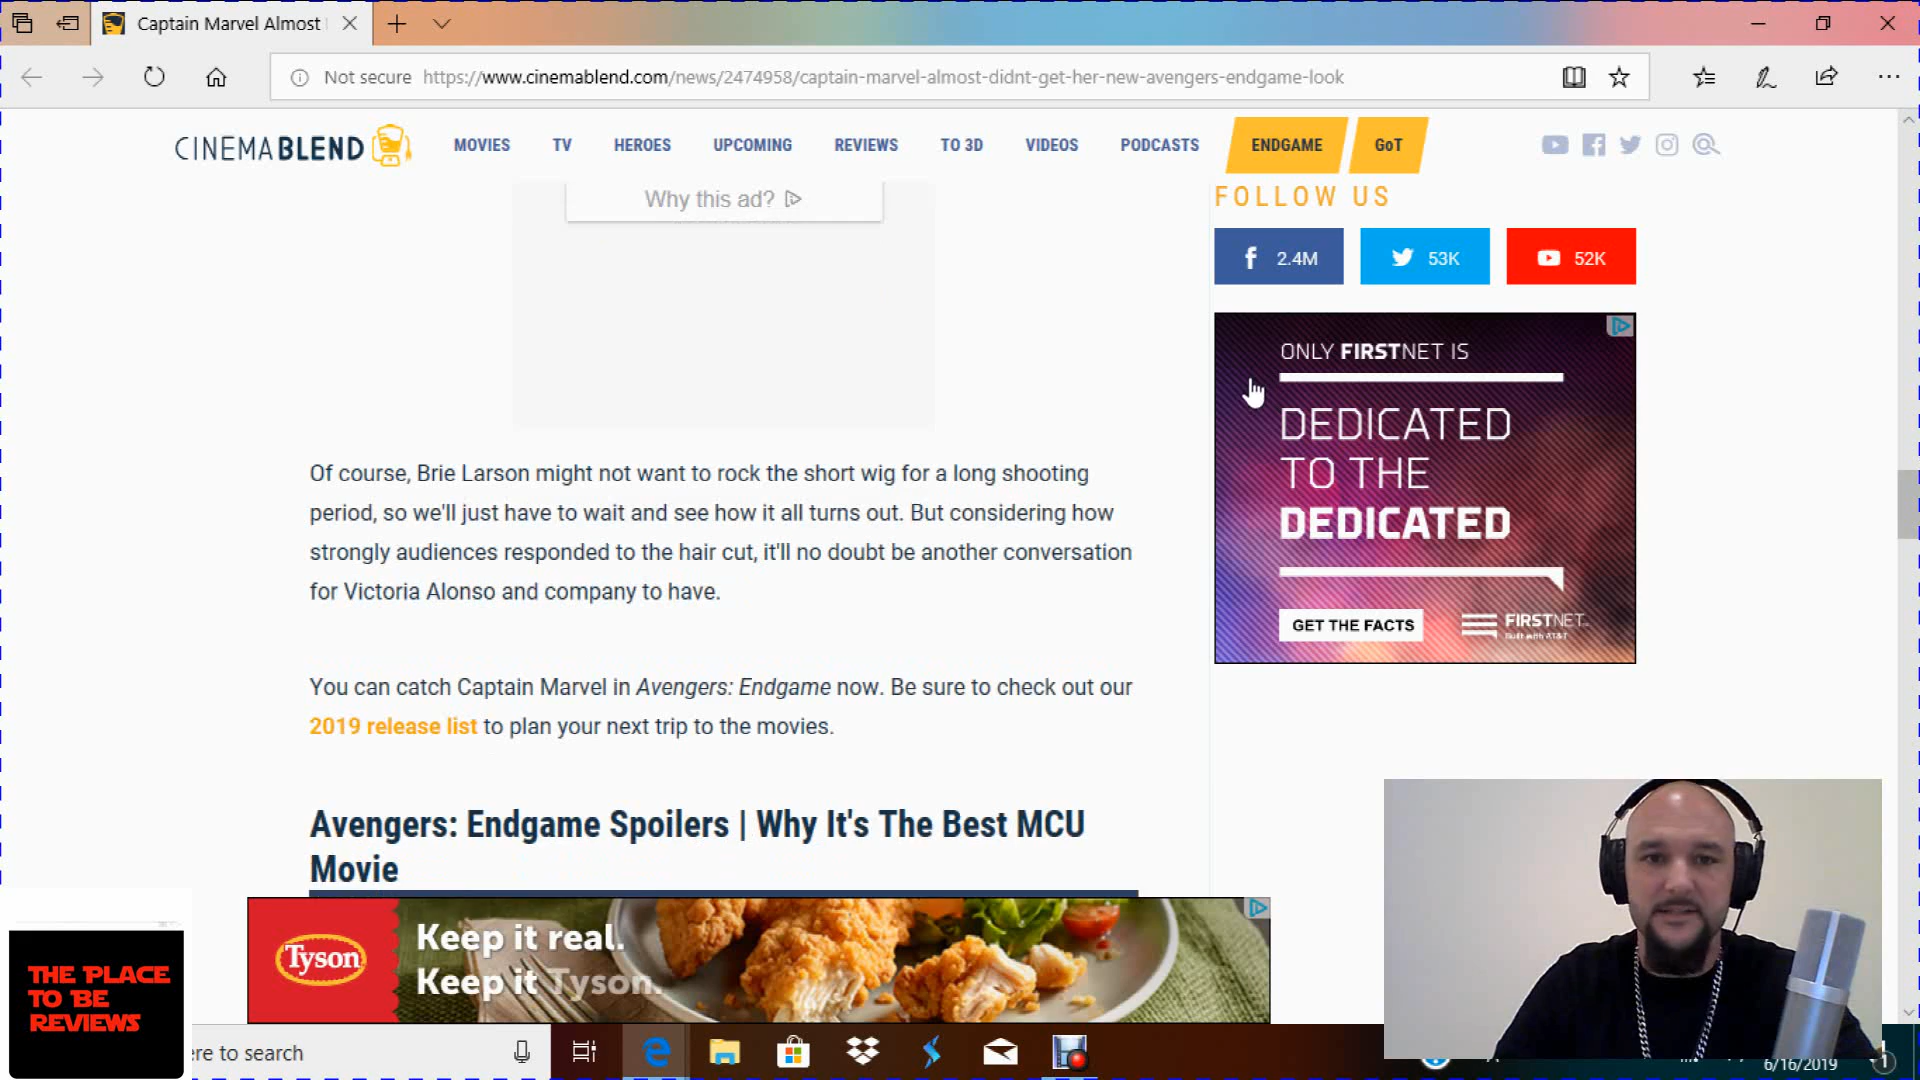 Captain Marvel Almost
Not secure https://www.cinemablend.com/news/2474958/captain-marvel-almost-didnt-get-her-new-avengers-endgame-look
CINEMABLEND MOVIES TV HEROES UPCOMING REVIEWS TO 3D VIDEOS PODCASTS ENDGAME GoT
Why this ad?
FOLLOW US
2.4M 53K 52K
ONLY FIRSTNET IS
DEDICATED
TO THE
DEDICATED
GET THE FACTS FIRSTNET
Built with AT&T
Of course, Brie Larson might not want to rock the short wig for a long shooting
period, so we'll just have to wait and see how it all turns out. But considering how
strongly audiences responded to the hair cut, it'll no doubt be another conversation
for Victoria Alonso and company to have.
You can catch Captain Marvel in Avengers: Endgame now. Be sure to check out our
2019 release list to plan your next trip to the movies.
Avengers: Endgame Spoilers | Why It's The Best MCU
Movie
Tyson
Keep it real.
Keep it Tyson.
THE PLACE
TO BE
REVIEWS
ere to search
6/16/2019
1